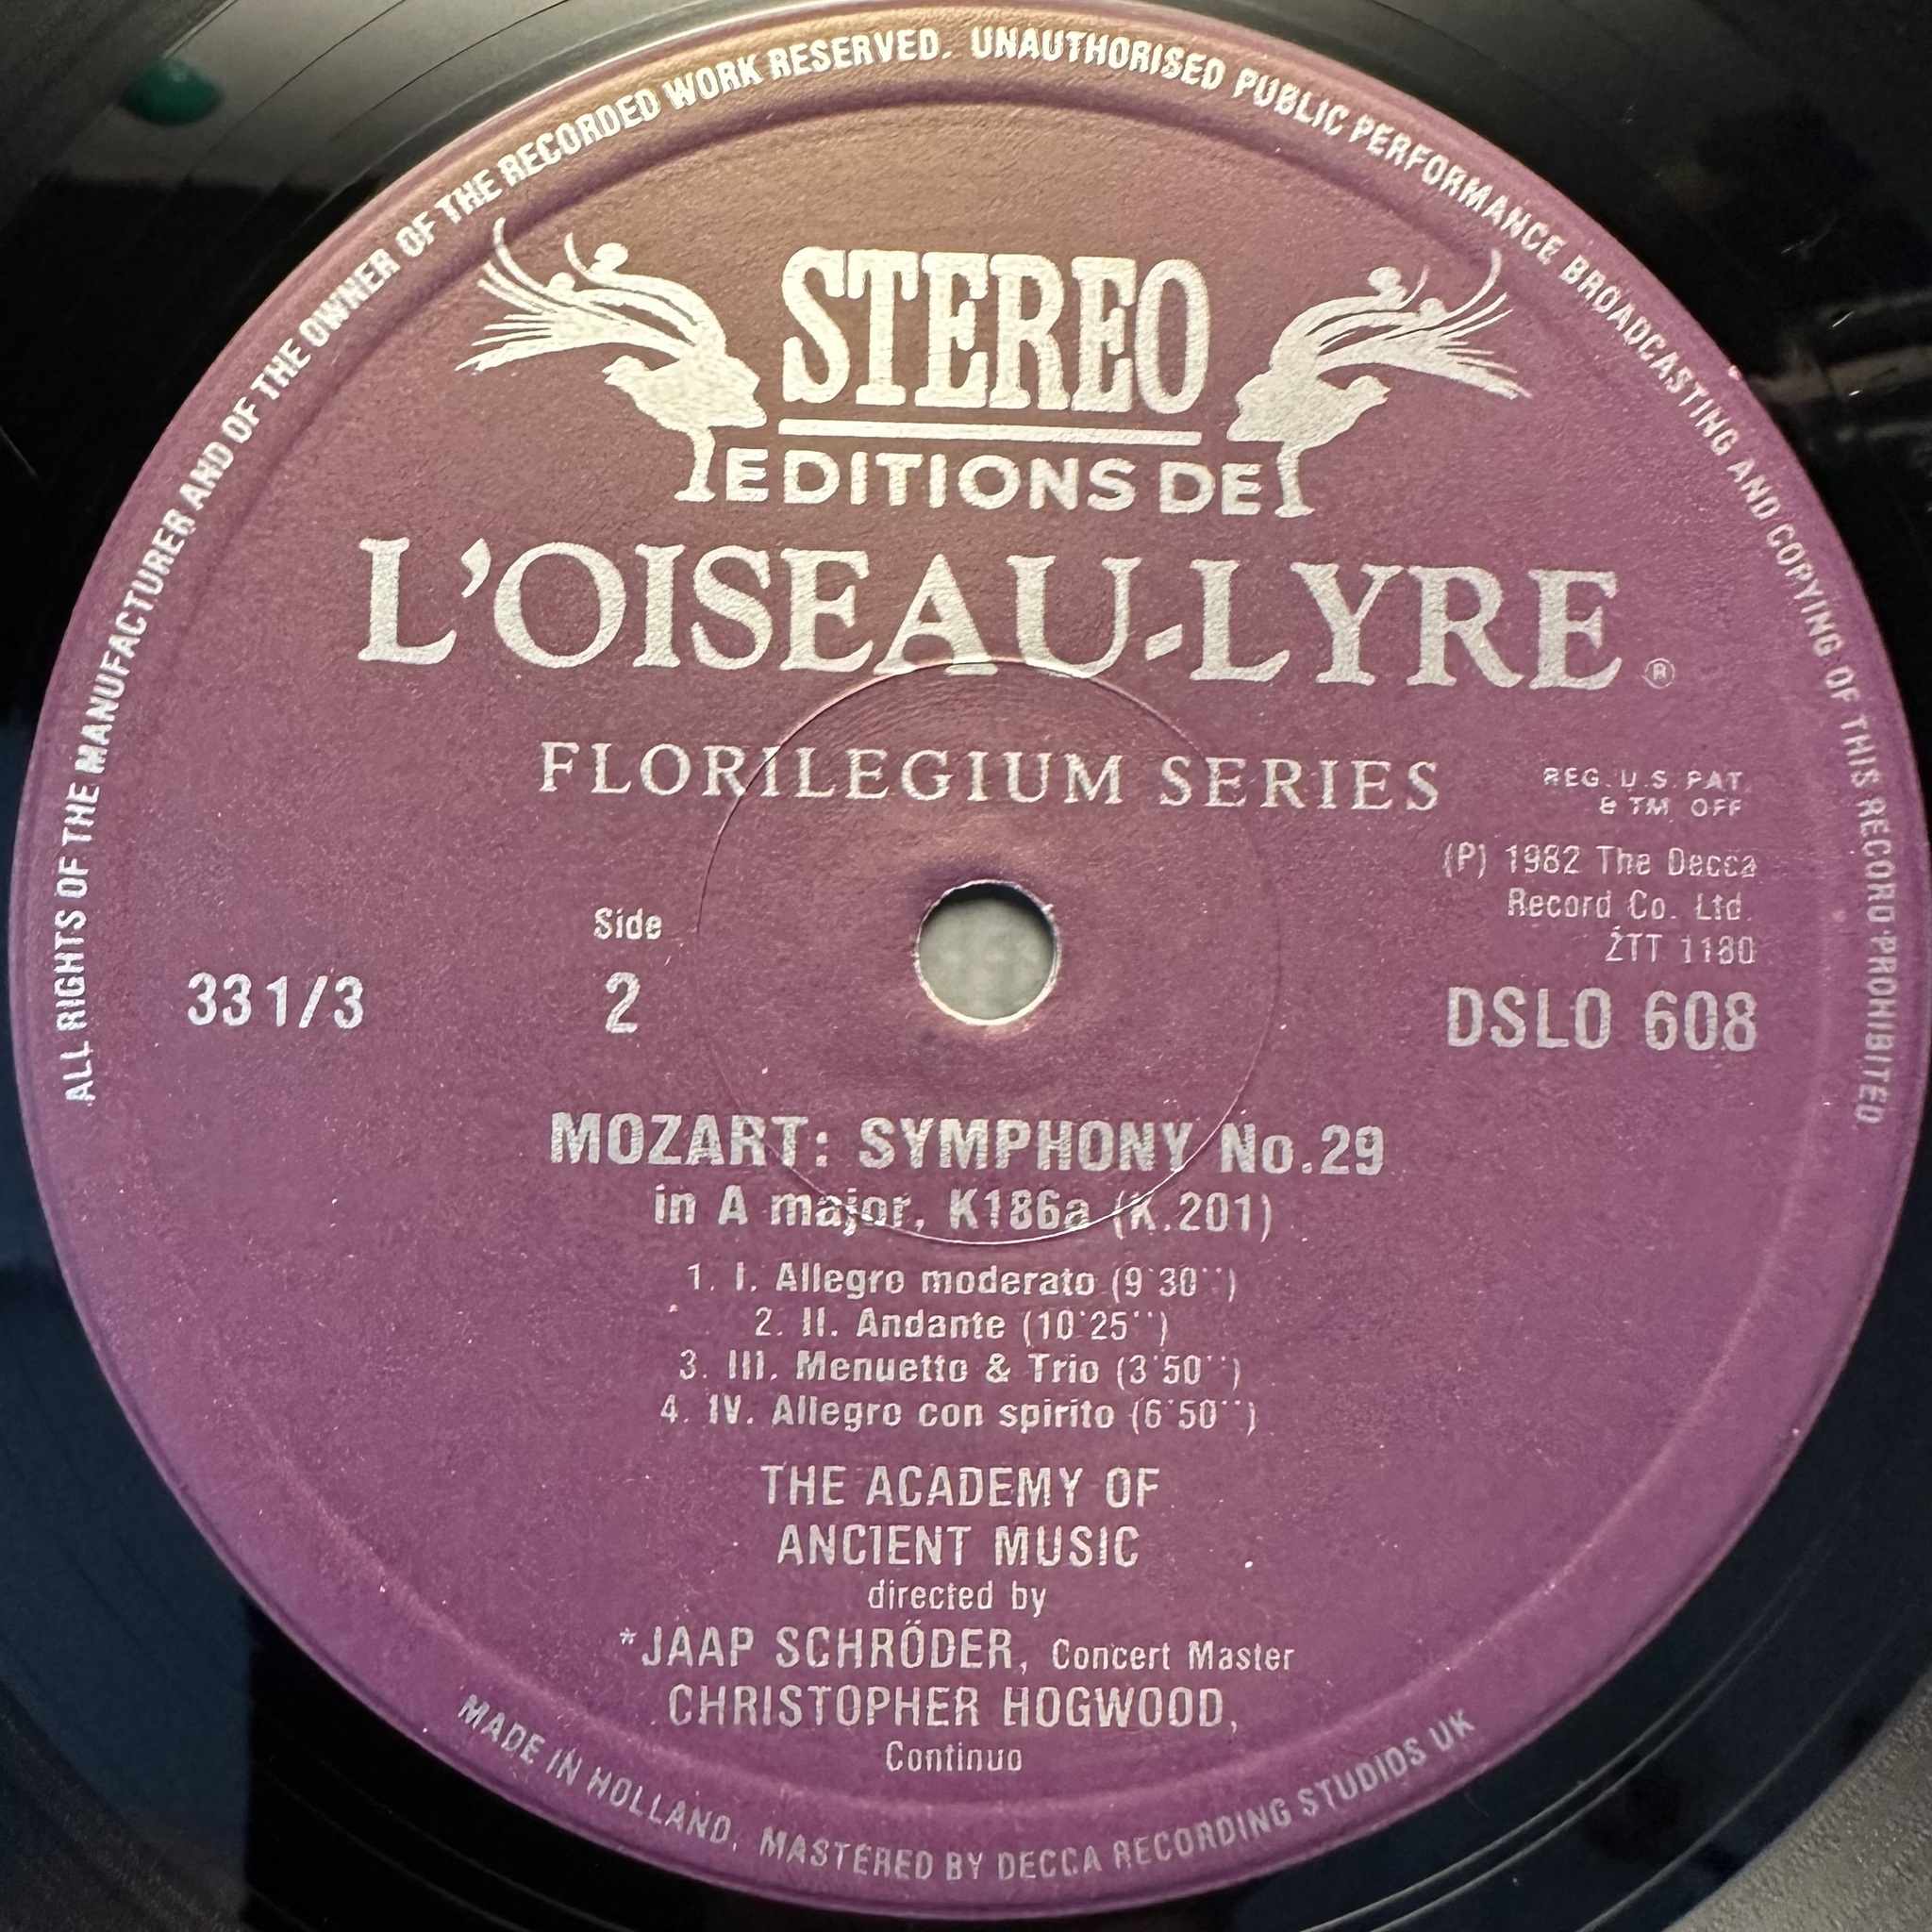 ALL RIGHTS OF THE MANUFACTURER AND OF THE OWNER OF THE RECORDED WORK RESERVED. UNAUTHORISED PUBLIC PERFORMANCE BROADCASTING AND COPYING OF THIS RECORD PROHIBITED
STEREO
EDITIONS DE
L'OISEAU-LYRE ®
FLORILEGIUM SERIES
REG. U.S. PAT.
& TM. OFF
(P) 1982 The Decca
Record Co. Ltd.
ŻTT 1180
Side
33 1/3 2 DSLO 608
MOZART: SYMPHONY No.29
in A major, K186a (K.201)
1. I. Allegro moderato (9'30'')
2. II. Andante (10'25'')
3. III. Menuetto & Trio (3'50'')
4. IV. Allegro con spirito (6'50'')
THE ACADEMY OF
ANCIENT MUSIC
directed by
*JAAP SCHRÖDER, Concert Master
CHRISTOPHER HOGWOOD,
Continuo
MADE IN HOLLAND. MASTERED BY DECCA RECORDING STUDIOS UK